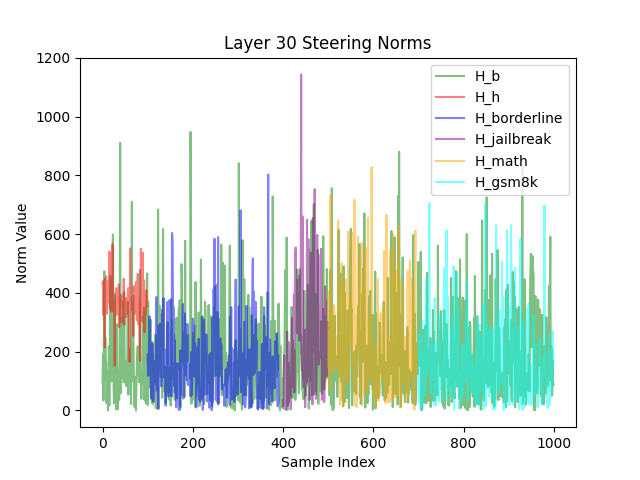 Layer 30 Steering Norms
Norm Value
1200
1000
800
600
400
200
0
H_b
H_h
H_borderline
H_jailbreak
H_math
H_gsm8k
0
200
400
600
800
1000
Sample Index